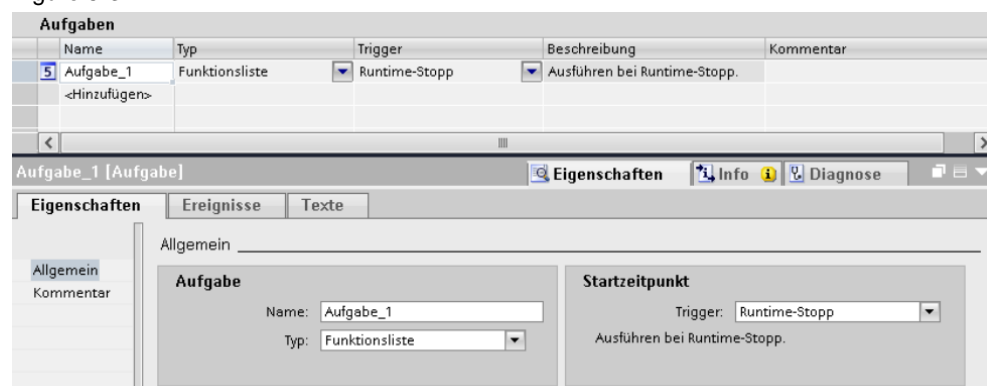 Aufgaben
Name Typ Trigger Beschreibung Kommentar
5 Aufgabe_1 Funktionsliste Runtime-Stopp Ausführen bei Runtime-Stopp.
<Hinzufügen>
Aufgabe_1 [Aufgabe] Eigenschaften Info Diagnose
Eigenschaften Ereignisse Texte
Allgemein
Allgemein
Kommentar
Aufgabe
Name: Aufgabe_1
Typ: Funktionsliste
Startzeitpunkt
Trigger: Runtime-Stopp
Ausführen bei Runtime-Stopp.